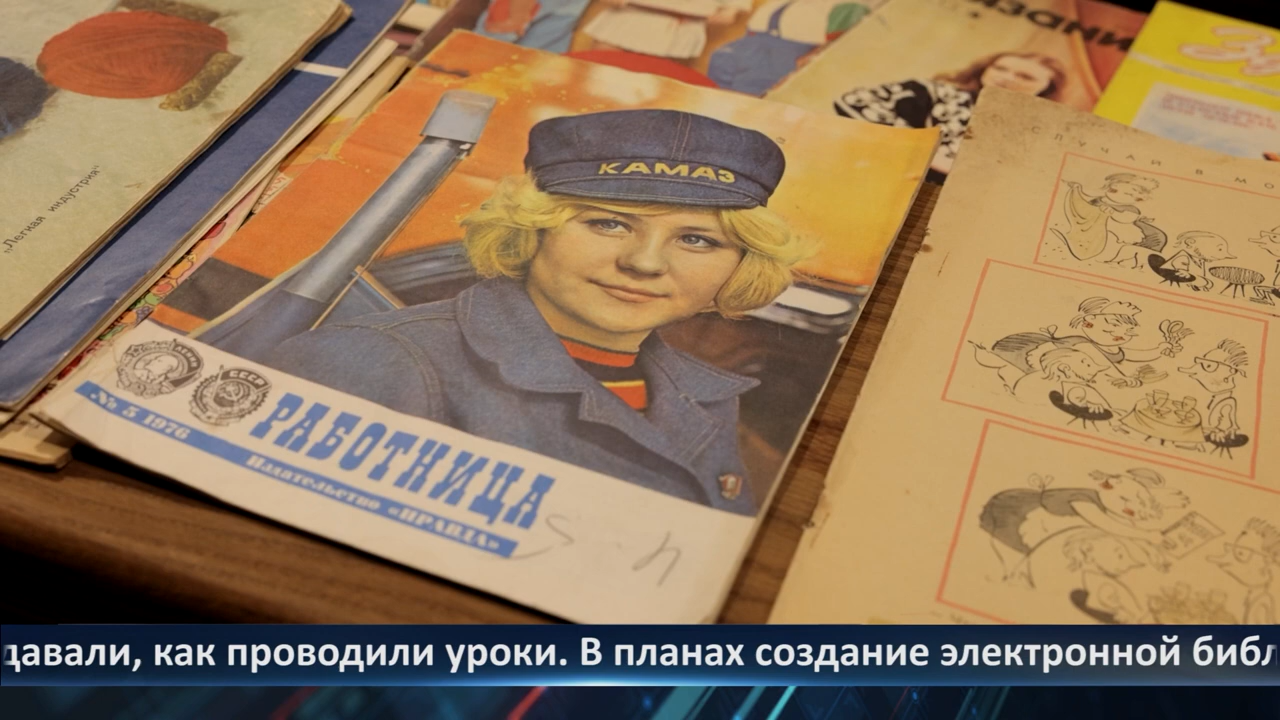 „Легкая индустрия"
КАМАЗ
СССР
№ 5 1976
РАБОТНИЦА
Издательство «ПРАВДА»
СЛУЧАЙ В МО
давали, как проводили уроки. В планах создание электронной библ